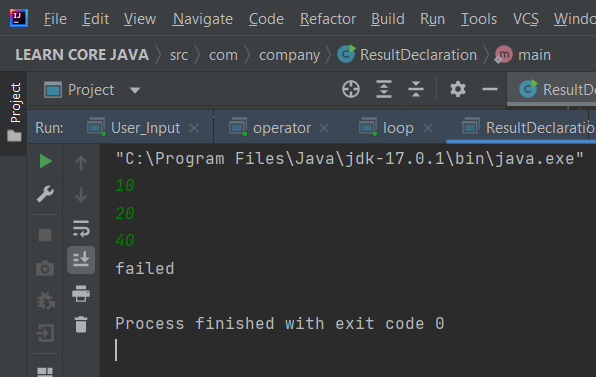 File Edit View Navigate Code Refactor Build Run Tools VCS Windo
LEARN CORE JAVA src com company ResultDeclaration main
Project
Project ResultDe
Run: User_Input operator loop ResultDeclaratio
"C:\Program Files\Java\jdk-17.0.1\bin\java.exe"
10
20
40
failed
Process finished with exit code 0